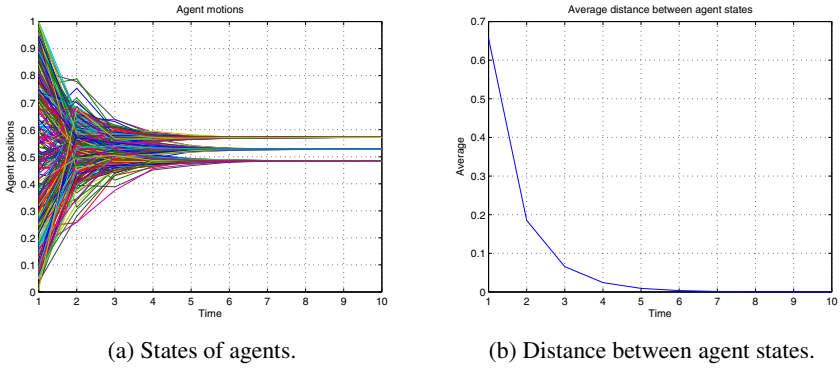 Agent motions
Agent positions
1
0.9
0.8
0.7
0.6
0.5
0.4
0.3
0.2
0.1
0
1 2 3 4 5 6 7 8 9 10
Time
(a) States of agents.
Average distance between agent states
Average
0.7
0.6
0.5
0.4
0.3
0.2
0.1
0
1 2 3 4 5 6 7 8 9 10
Time
(b) Distance between agent states.